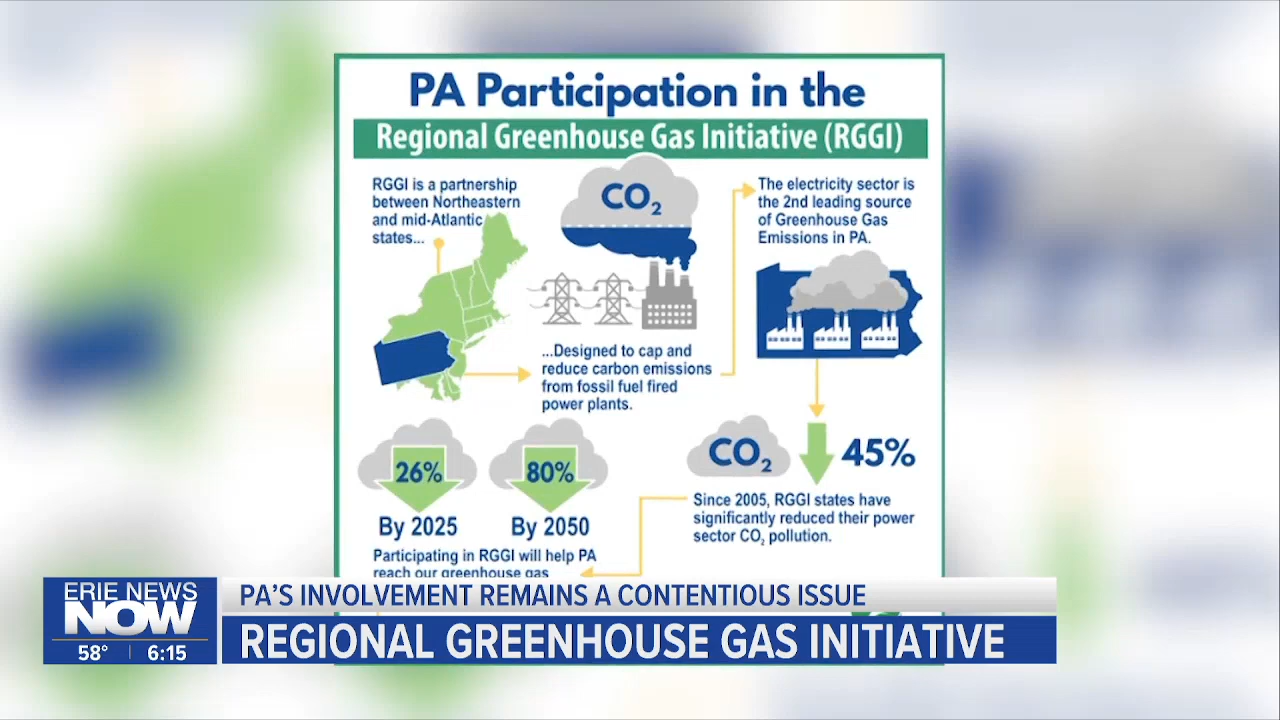 PA Participation in the
Regional Greenhouse Gas Initiative (RGGI)
RGGI is a partnership
between Northeastern
and mid-Atlantic
states...
CO2
...Designed to cap and
reduce carbon emissions
from fossil fuel fired
power plants.
The electricity sector is
the 2nd leading source
of Greenhouse Gas
Emissions in PA.
CO2
45%
Since 2005, RGGI states have
significantly reduced their power
sector CO2 pollution.
26%
By 2025
80%
By 2050
Participating in RGGI will help PA
reach our greenhouse gas
ERIE NEWS
NOW
58° | 6:15
PA'S INVOLVEMENT REMAINS A CONTENTIOUS ISSUE
REGIONAL GREENHOUSE GAS INITIATIVE